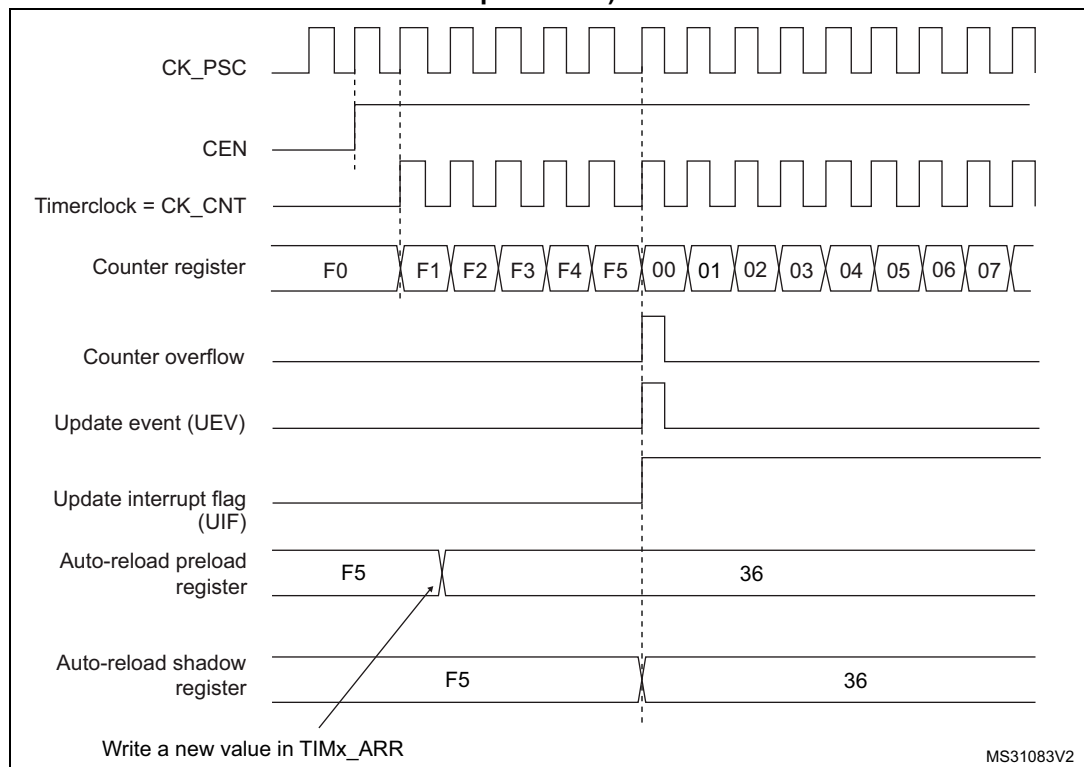 CK_PSC
CEN
Timerclock = CK_CNT
Counter register F0 F1 F2 F3 F4 F5 00 01 02 03 04 05 06 07
Counter overflow
Update event (UEV)
Update interrupt flag
(UIF)
Auto-reload preload
register
F5 36
Auto-reload shadow
register
F5 36
Write a new value in TIMx_ARR
MS31083V2